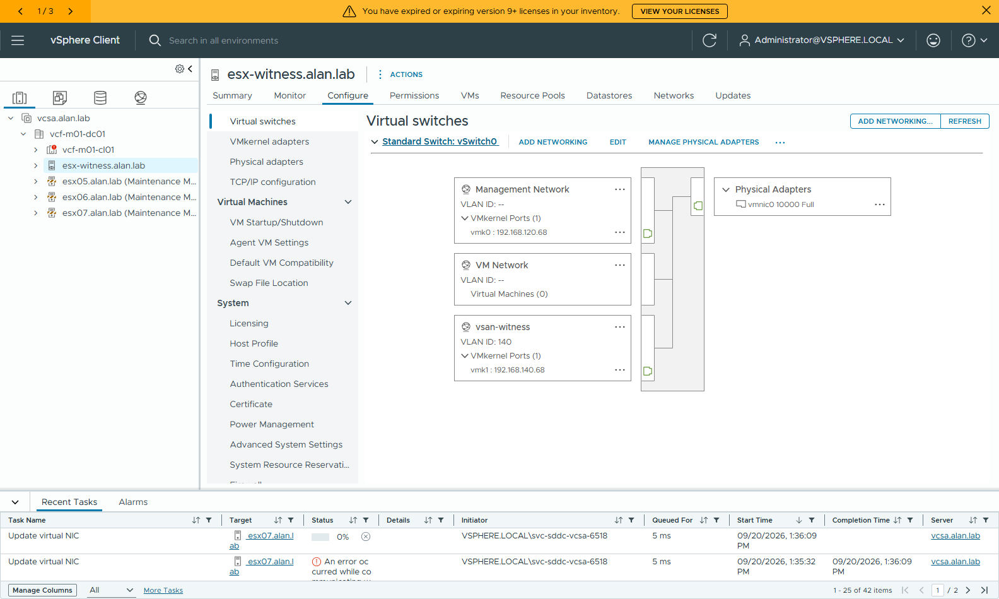 1 / 3
You have expired or expiring version 9+ licenses in your inventory.
VIEW YOUR LICENSES
vSphere Client
Search in all environments
Administrator@VSPHERE.LOCAL
vcsa.alan.lab
vcf-m01-dc01
vcf-m01-cl01
esx-witness.alan.lab
esx05.alan.lab (Maintenance M...
esx06.alan.lab (Maintenance M...
esx07.alan.lab (Maintenance M...
esx-witness.alan.lab
ACTIONS
Summary Monitor Configure Permissions VMs Resource Pools Datastores Networks Updates
Virtual switches
VMkernel adapters
Physical adapters
TCP/IP configuration
Virtual Machines
VM Startup/Shutdown
Agent VM Settings
Default VM Compatibility
Swap File Location
System
Licensing
Host Profile
Time Configuration
Authentication Services
Certificate
Power Management
Advanced System Settings
System Resource Reservati...
Virtual switches
ADD NETWORKING... REFRESH
Standard Switch: vSwitch0 ADD NETWORKING EDIT MANAGE PHYSICAL ADAPTERS ...
Management Network ...
VLAN ID: --
VMkernel Ports (1)
vmk0 : 192.168.120.68 ...
VM Network ...
VLAN ID: --
Virtual Machines (0)
vsan-witness ...
VLAN ID: 140
VMkernel Ports (1)
vmk1 : 192.168.140.68 ...
Physical Adapters
vmnic0 10000 Full ...
Recent Tasks Alarms
Task Name Target Status Details Initiator Queued For Start Time Completion Time Server
Update virtual NIC esx07.alan.l 0% VSPHERE.LOCAL\svc-sddc-vcsa-6518 5 ms 09/20/2026, 1:36:09 vcsa.alan.lab
ab PM
Update virtual NIC esx07.alan.l An error oc VSPHERE.LOCAL\svc-sddc-vcsa-6518 5 ms 09/20/2026, 1:35:32 09/20/2026, 1:36:09 vcsa.alan.lab
ab curred while co PM PM
Manage Columns All More Tasks 1 - 25 of 42 items 1 / 2